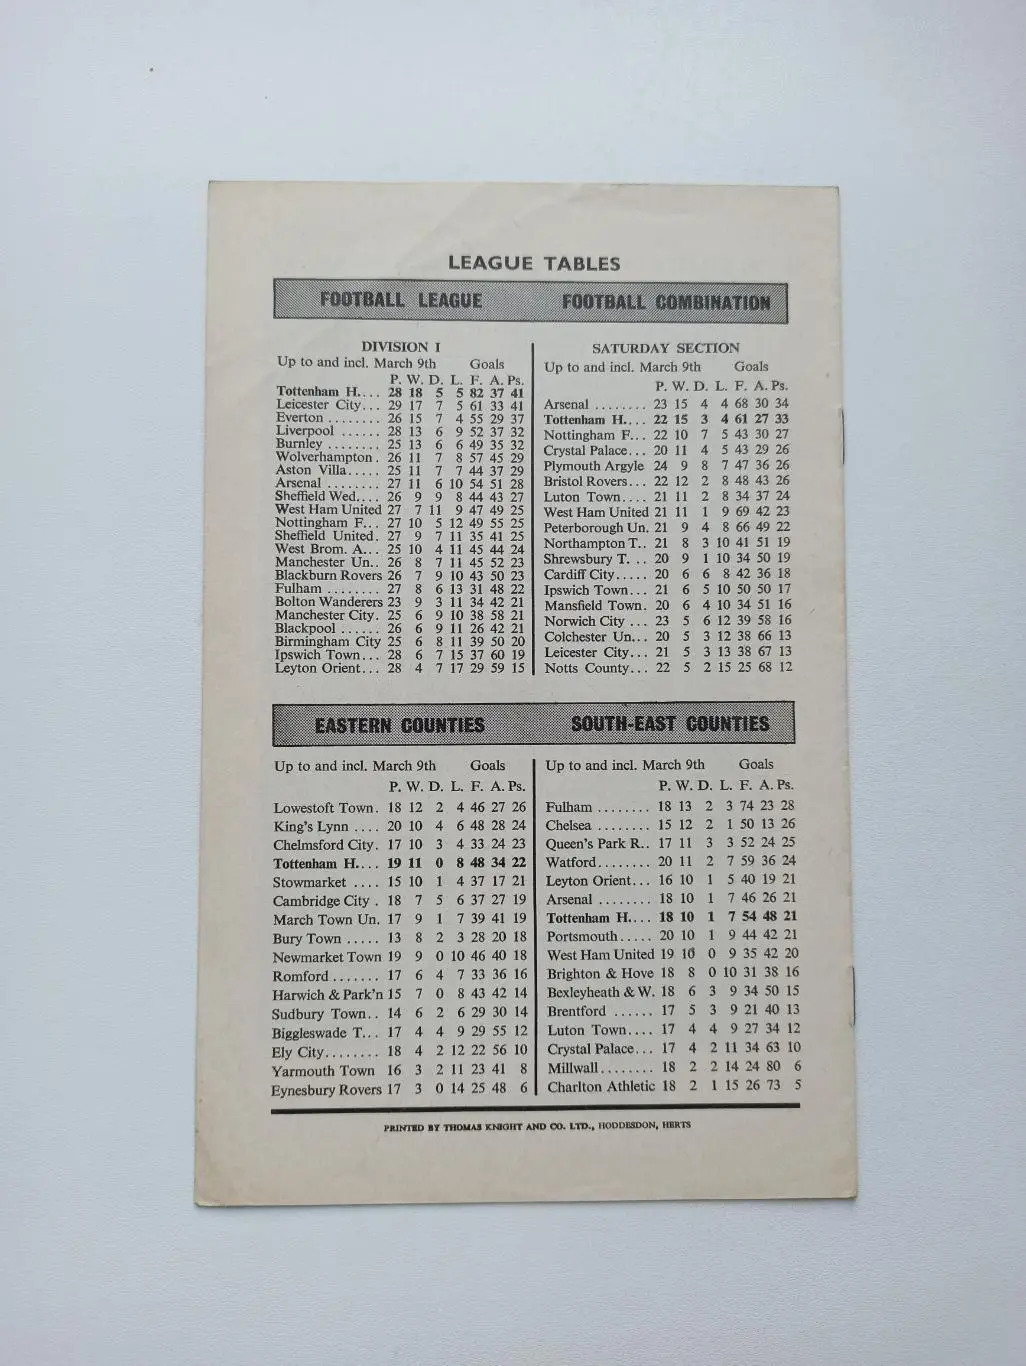 LEAGUE TABLES
FOOTBALL LEAGUE
DIVISION I
Up to and incl. March 9th Goals
P. W. D. L. F. A. Ps.
Tottenham H.... 28 18 5 5 82 37 41
Leicester City... 29 17 7 5 61 33 41
Everton ........ 26 15 7 4 55 29 37
Liverpool ...... 28 13 6 9 52 37 32
Burnley ........ 25 13 6 6 49 35 32
Wolverhampton . 26 11 7 8 57 45 29
Aston Villa..... 25 11 7 7 44 37 29
Arsenal ........ 27 11 6 10 54 51 28
Sheffield Wed.... 26 9 9 8 44 43 27
West Ham United 27 7 11 9 47 49 25
Nottingham F... 27 10 5 12 49 55 25
Sheffield United. 27 9 7 11 35 41 25
West Brom. A... 25 10 4 11 45 44 24
Manchester Un.. 26 8 7 11 45 52 23
Blackburn Rovers 26 7 9 10 43 50 23
Fulham ........ 27 8 6 13 31 48 22
Bolton Wanderers 23 9 3 11 34 42 21
Manchester City. 25 6 9 10 38 58 21
Blackpool ...... 26 6 9 11 26 42 21
Birmingham City 25 6 8 11 39 50 20
Ipswich Town... 28 6 7 15 37 60 19
Leyton Orient... 28 4 7 17 29 59 15
FOOTBALL COMBINATION
SATURDAY SECTION
Up to and incl. March 9th Goals
P. W. D. L. F. A. Ps.
Arsenal ........ 23 15 4 4 68 30 34
Tottenham H.... 22 15 3 4 61 27 33
Nottingham F... 22 10 7 5 43 30 27
Crystal Palace... 20 11 4 5 43 29 26
Plymouth Argyle 24 9 8 7 47 36 26
Bristol Rovers... 22 12 2 8 48 43 26
Luton Town.... 21 11 2 8 34 37 24
West Ham United 21 11 1 9 69 42 23
Peterborough Un. 21 9 4 8 66 49 22
Northampton T.. 21 8 3 10 41 51 19
Shrewsbury T. .. 20 9 1 10 34 50 19
Cardiff City..... 20 6 6 8 42 36 18
Ipswich Town... 21 6 5 10 50 50 17
Mansfield Town. 20 6 4 10 34 51 16
Norwich City ... 23 5 6 12 39 58 16
Colchester Un... 20 5 3 12 38 66 13
Leicester City... 21 5 3 13 38 67 13
Notts County... 22 5 2 15 25 68 12
EASTERN COUNTIES
Up to and incl. March 9th Goals
P. W. D. L. F. A. Ps.
Lowestoft Town. 18 12 2 4 46 27 26
King's Lynn .... 20 10 4 6 48 28 24
Chelmsford City. 17 10 3 4 33 24 23
Tottenham H.... 19 11 0 8 48 34 22
Stowmarket .... 15 10 1 4 37 17 21
Cambridge City . 18 7 5 6 37 27 19
March Town Un. 17 9 1 7 39 41 19
Bury Town ..... 13 8 2 3 28 20 18
Newmarket Town 19 9 0 10 46 40 18
Romford ....... 17 6 4 7 33 36 16
Harwich & Park'n 15 7 0 8 43 42 14
Sudbury Town.. 14 6 2 6 29 30 14
Biggleswade T... 17 4 4 9 29 55 12
Ely City........ 18 4 2 12 22 56 10
Yarmouth Town 16 3 2 11 23 41 8
Eynesbury Rovers 17 3 0 14 25 48 6
SOUTH-EAST COUNTIES
Up to and incl. March 9th Goals
P. W. D. L. F. A. Ps.
Fulham ........ 18 13 2 3 74 23 28
Chelsea ........ 15 12 2 1 50 13 26
Queen's Park R.. 17 11 3 3 52 24 25
Watford........ 20 11 2 7 59 36 24
Leyton Orient... 16 10 1 5 40 19 21
Arsenal ........ 18 10 1 7 46 26 21
Tottenham H.... 18 10 1 7 54 48 21
Portsmouth..... 20 10 1 9 44 42 21
West Ham United 19 10 0 9 35 42 20
Brighton & Hove 18 8 0 10 31 38 16
Bexleyheath & W. 18 6 3 9 34 50 15
Brentford ...... 17 5 3 9 21 40 13
Luton Town.... 17 4 4 9 27 34 12
Crystal Palace... 17 4 2 11 34 63 10
Millwall........ 18 2 2 14 24 80 6
Charlton Athletic 18 2 1 15 26 73 5
PRINTED BY THOMAS KNIGHT AND CO. LTD., HODDESDON, HERTS